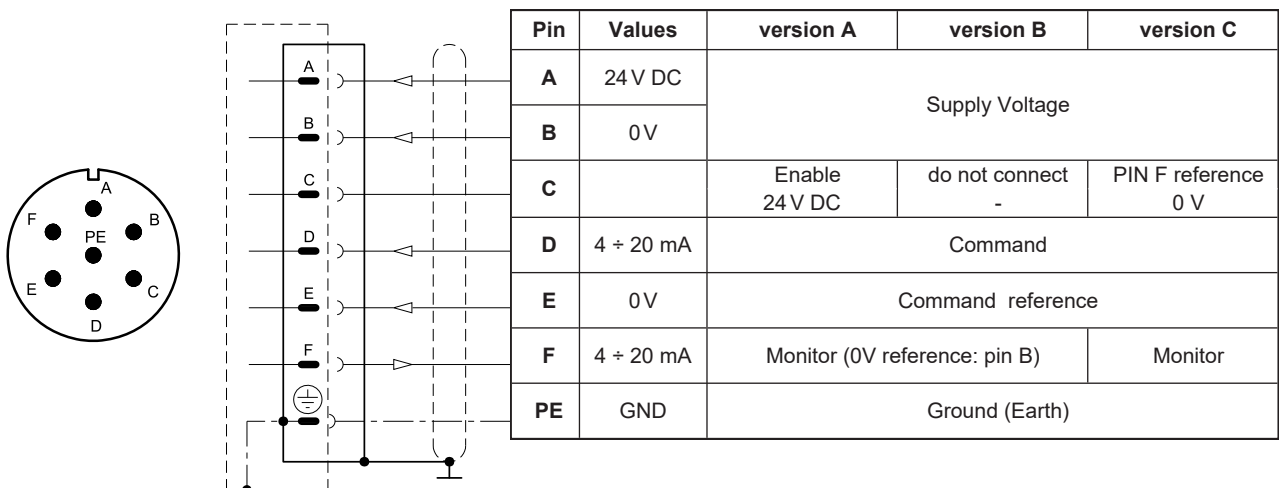 A
F
B
PE
E
C
D
A
B
C
D
E
F
Pin Values version A version B version C
A 24 V DC Supply Voltage
B 0 V
C Enable do not connect PIN F reference
24 V DC - 0 V
D 4 ÷ 20 mA Command
E 0 V Command reference
F 4 ÷ 20 mA Monitor (0V reference: pin B) Monitor
PE GND Ground (Earth)